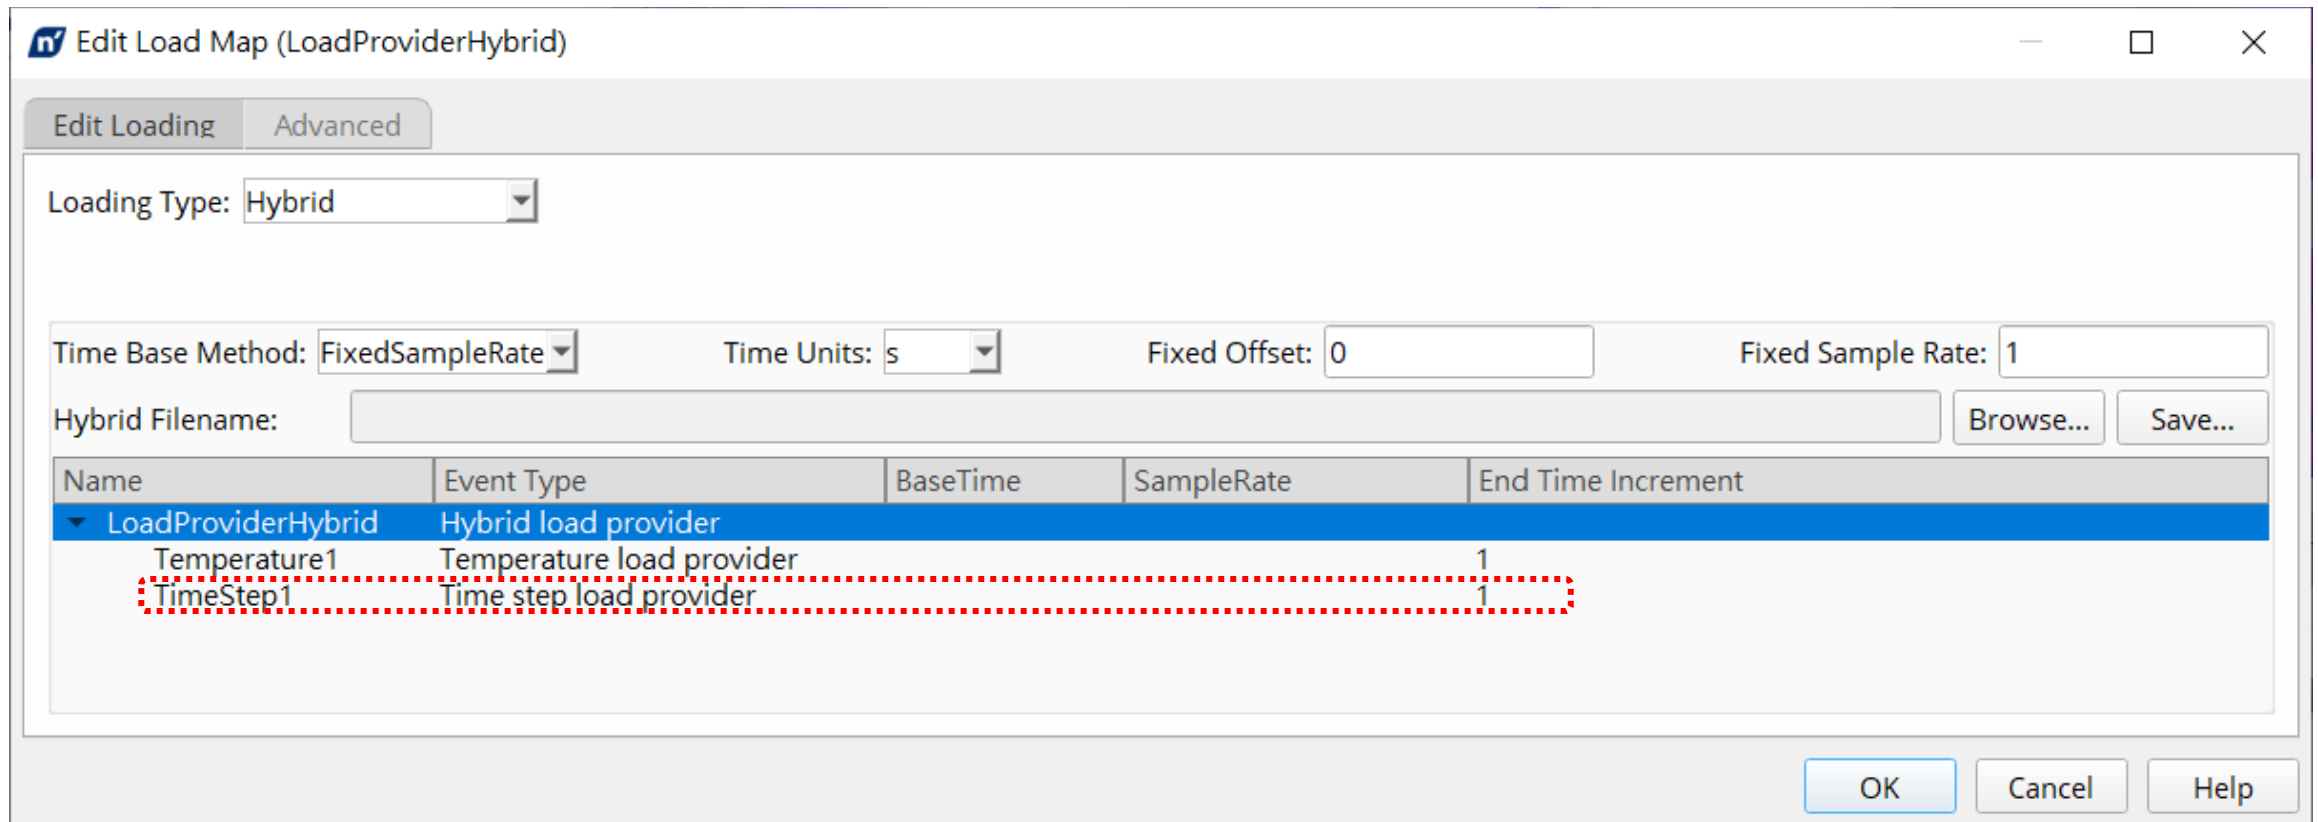 n Edit Load Map (LoadProviderHybrid)
Edit Loading Advanced
Loading Type: Hybrid
Time Base Method: FixedSampleRate Time Units: s Fixed Offset: 0 Fixed Sample Rate: 1
Hybrid Filename: Browse... Save...
Name Event Type BaseTime SampleRate End Time Increment
LoadProviderHybrid Hybrid load provider
Temperature1 Temperature load provider 1
TimeStep1 Time step load provider 1
OK Cancel Help